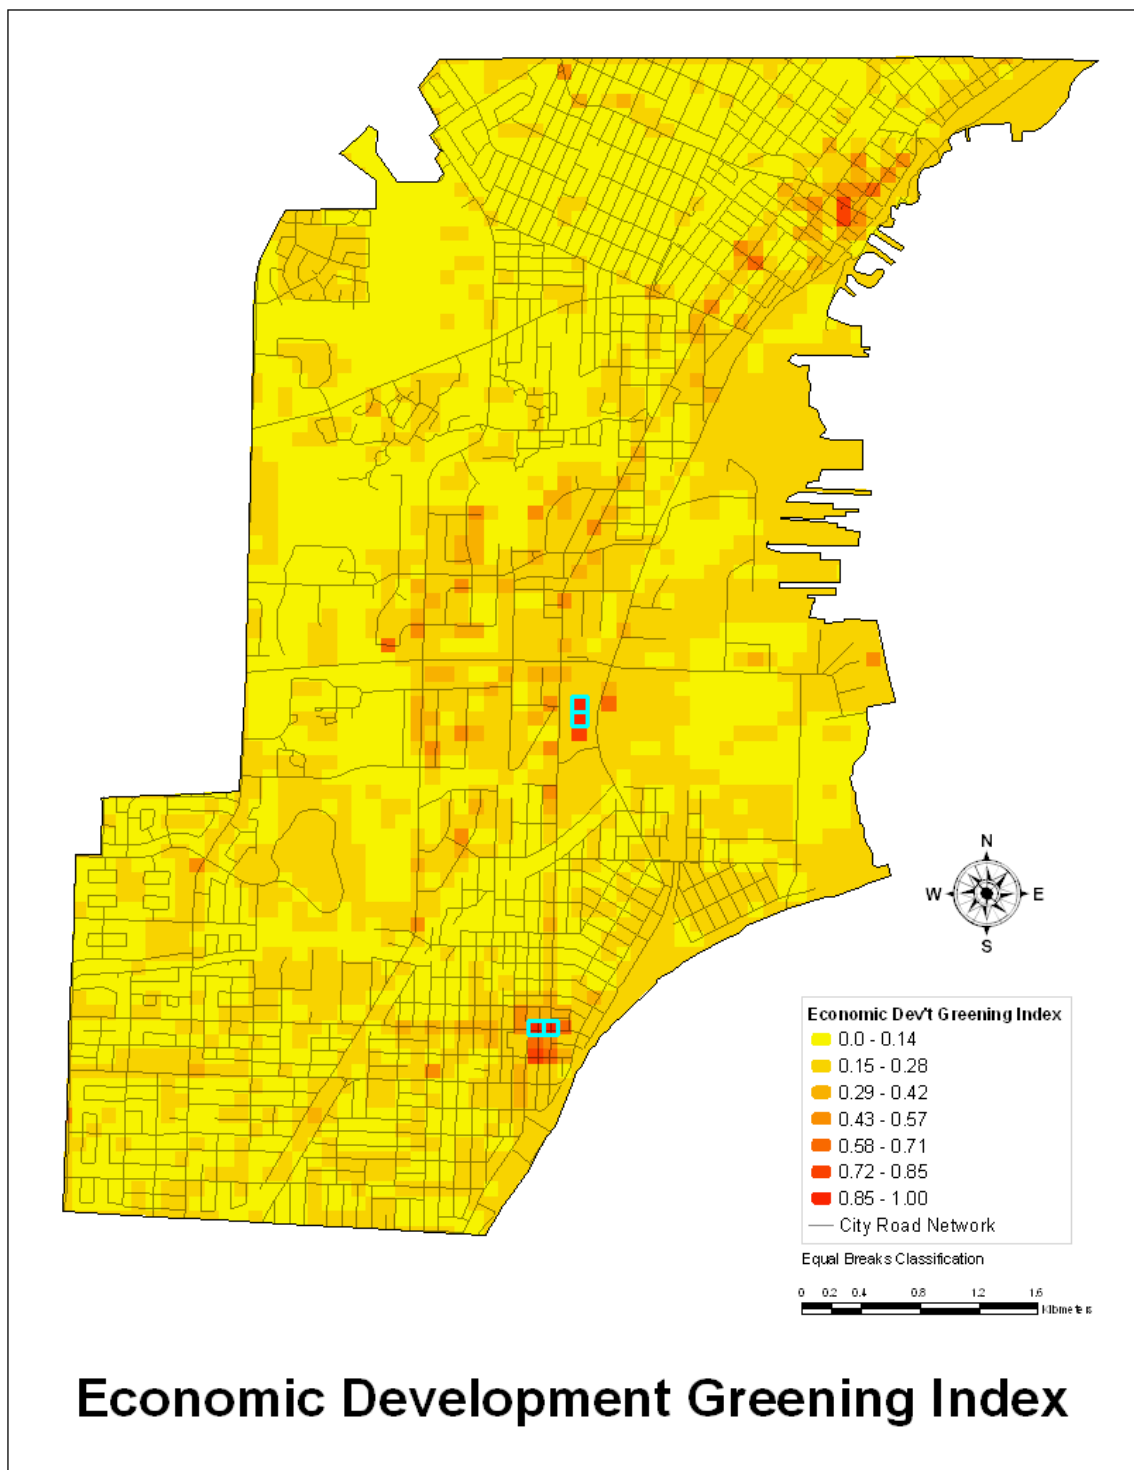 N
W E
S
Economic Dev't Greening Index
0.0 - 0.14
0.15 - 0.28
0.29 - 0.42
0.43 - 0.57
0.58 - 0.71
0.72 - 0.85
0.85 - 1.00
City Road Network
Equal Breaks Classification
0 0.2 0.4 0.8 1.2 1.6
Kilometers
Economic Development Greening Index